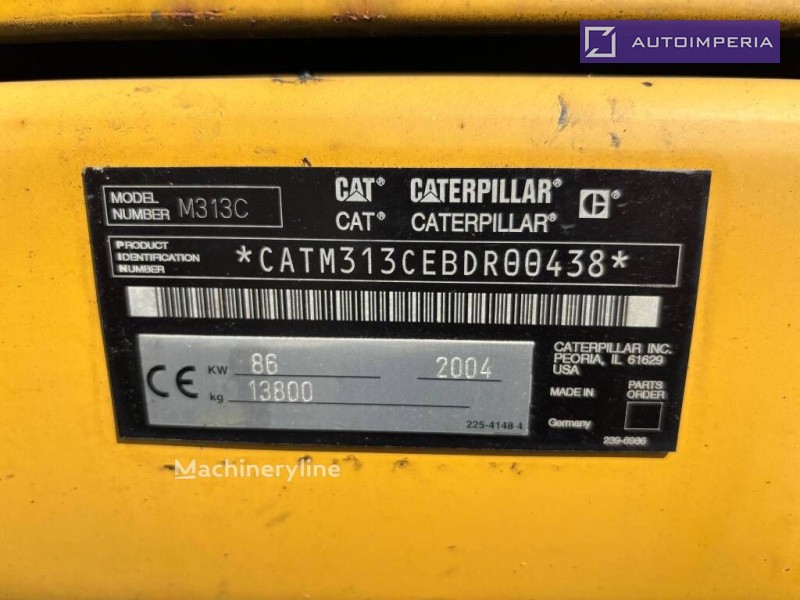 AUTOIMPERIA
MODEL NUMBER M313C
CAT® CATERPILLAR® C®
CAT® CATERPILLAR®
PRODUCT IDENTIFICATION NUMBER *CATM313CEBDR00438*
CE KW 86 2004
kg 13800
225-4148 4
CATERPILLAR INC.
PEORIA, IL 61629
USA
MADE IN
Germany
PARTS ORDER
239-6986
Machineryline